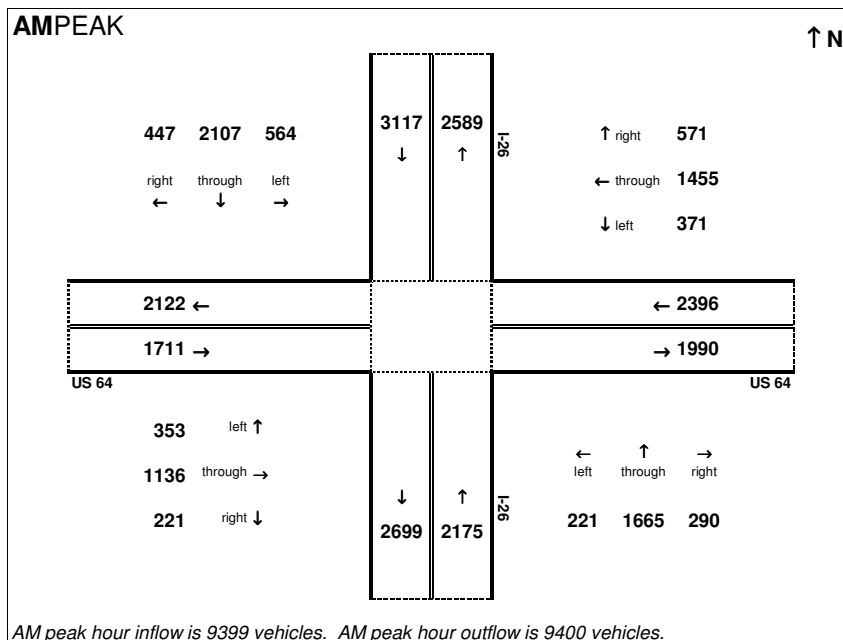 AMPEAK
↑ N
447 2107 564
right through left
← ↓ →
3117 2589
↓ ↑
I-26
↑ right 571
← through 1455
↓ left 371
2122 ←
← 2396
1711 →
→ 1990
US 64
US 64
353 left ↑
1136 through →
221 right ↓
↓ ↑
2699 2175
I-26
← ↑ →
left through right
221 1665 290
AM peak hour inflow is 9399 vehicles. AM peak hour outflow is 9400 vehicles.